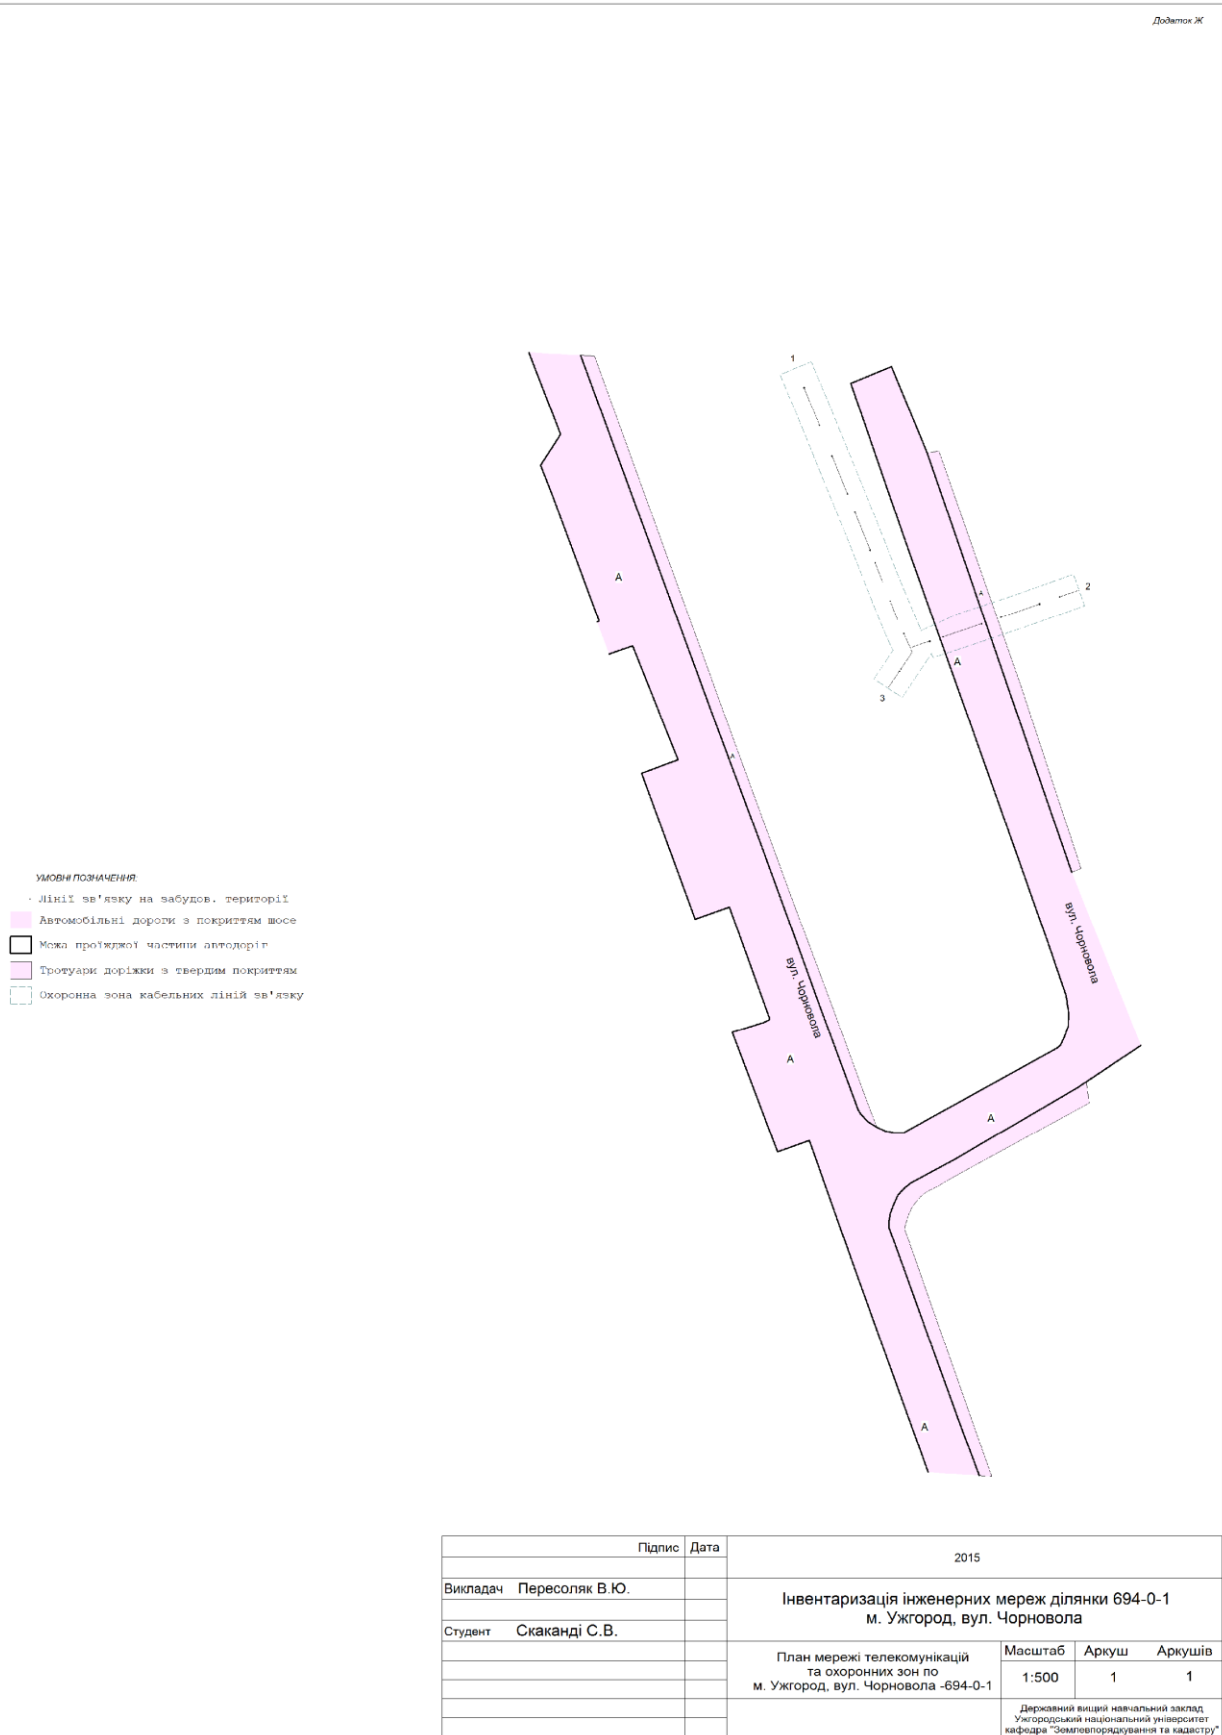 Додаток Ж
1
А
А
2
А
3
А
УМОВНІ ПОЗНАЧЕННЯ:
Лінії зв'язку на забудов. території
Автомобільні дороги з покриттям шосе
Межа проїжджої частини автодоріг
Тротуари доріжки з твердим покриттям
Охоронна зона кабельних ліній зв'язку
вул. Чорновола
вул. Чорновола
А
А
А
Підпис Дата
2015
Викладач Пересоляк В.Ю.
Інвентаризація інженерних мереж ділянки 694-0-1
м. Ужгород, вул. Чорновола
Студент Скаканді С.В.
План мережі телекомунікацій
та охоронних зон по
м. Ужгород, вул. Чорновола -694-0-1
Масштаб Аркуш Аркушів
1:500 1 1
Державний вищий навчальний заклад
Ужгородський національний університет
кафедра "Землевпорядкування та кадастру"